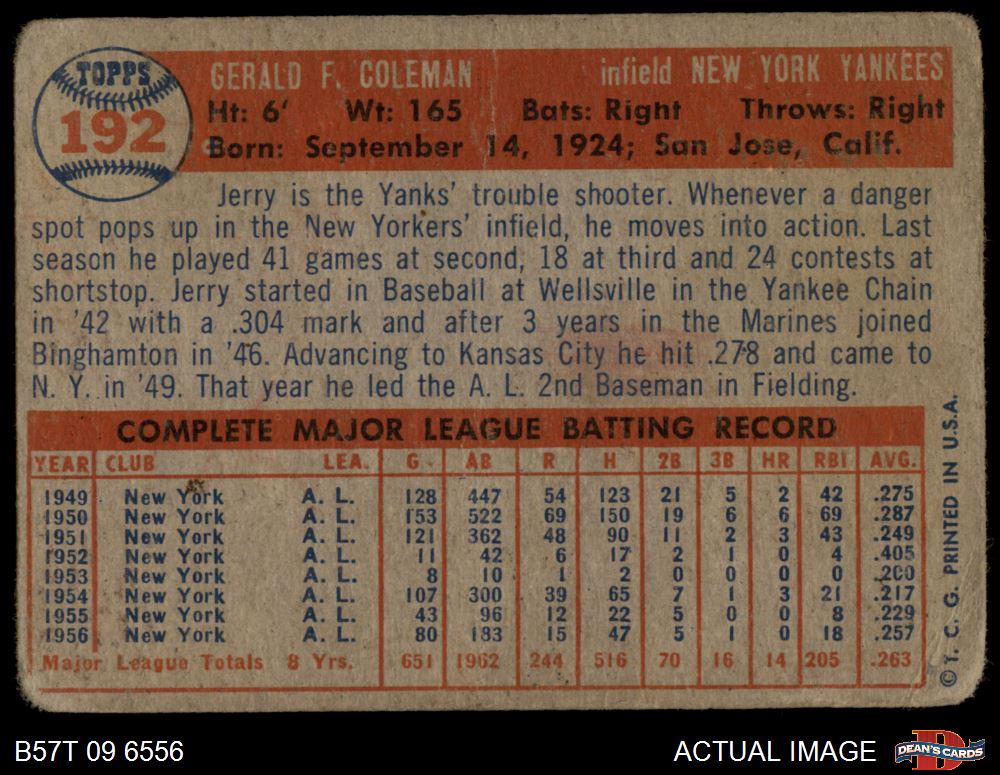 TOPPS
192
GERALD F. COLEMAN infield NEW YORK YANKEES
Ht: 6' Wt: 165 Bats: Right Throws: Right
Born: September 14, 1924; San Jose, Calif.
Jerry is the Yanks' trouble shooter. Whenever a danger
spot pops up in the New Yorkers' infield, he moves into action. Last
season he played 41 games at second, 18 at third and 24 contests at
shortstop. Jerry started in Baseball at Wellsville in the Yankee Chain
in '42 with a .304 mark and after 3 years in the Marines joined
Binghamton in '46. Advancing to Kansas City he hit .278 and came to
N. Y. in '49. That year he led the A. L. 2nd Baseman in Fielding.
COMPLETE MAJOR LEAGUE BATTING RECORD
YEAR CLUB LEA. G AB R H 2B 3B HR RBI AVG.
1949 New York A. L. 128 447 54 123 21 5 2 42 .275
1950 New York A. L. 153 522 69 150 19 6 6 69 .287
1951 New York A. L. 121 362 48 90 11 2 3 43 .249
1952 New York A. L. 11 42 6 17 2 1 0 4 .405
1953 New York A. L. 8 10 1 2 0 0 0 0 .200
1954 New York A. L. 107 300 39 65 7 1 3 21 .217
1955 New York A. L. 43 96 12 22 5 0 0 8 .229
1956 New York A. L. 80 183 15 47 5 1 0 18 .257
Major League Totals 8 Yrs. 651 1962 244 516 70 16 14 205 .263
© T. C. G. PRINTED IN U.S.A.
B57T 09 6556
ACTUAL IMAGE
D
DEAN'S CARDS